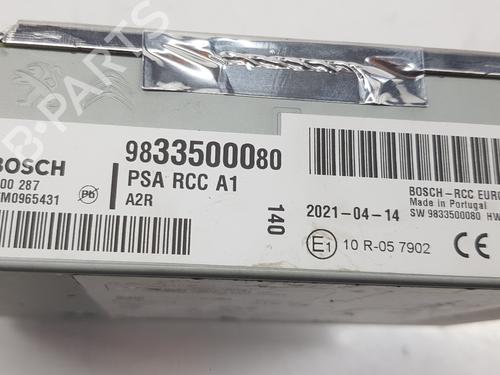 B-PARTS
BOSCH
9833500080
00 287
PSA RCC A1
M0965431
Pb
A2R
140
BOSCH-RCC EURO
Made in Portugal
2021-04-14
SW 9833500080 HW
E1 10 R-05 7902
CE